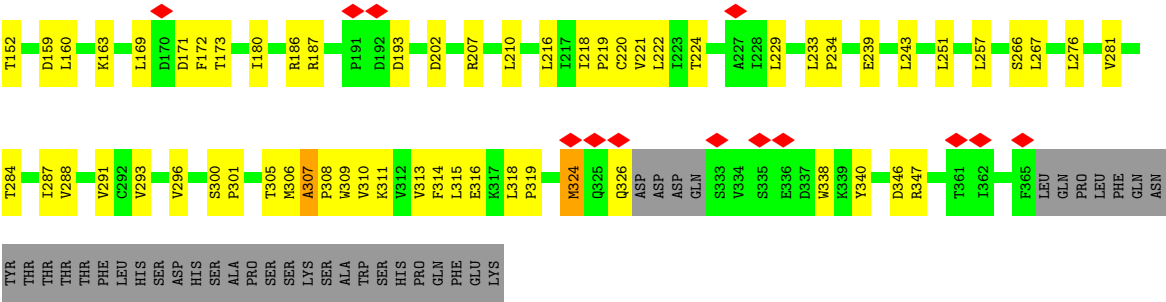 T152 D159 L160 K163 L169 D170 D171 F172 T173 I180 R186 R187 P191 D192 D193 D202 R207 L210 L216 I217 I218 P219 C220 V221 L222 I223 T224 A227 I228 L229 L233 P234 E239 L243 L251 L257 S266 L267 L276 V281
T284 I287 V288 V291 C292 V293 V296 S300 P301 T305 M306 A307 P308 W309 V310 K311 V312 V313 F314 L315 E316 K317 L318 P319 M324 Q325 Q326 ASP ASP ASP GLN S333 V334 S335 E336 D337 W338 K339 Y340 D346 R347 T361 I362 F365 LEU GLN PRO LEU PHE GLN ASN
TYR THR THR THR THR PHE LEU HIS SER ASP HIS SER ALA PRO SER SER LYS SER ALA TRP SER HIS PRO GLN PHE GLU LYS